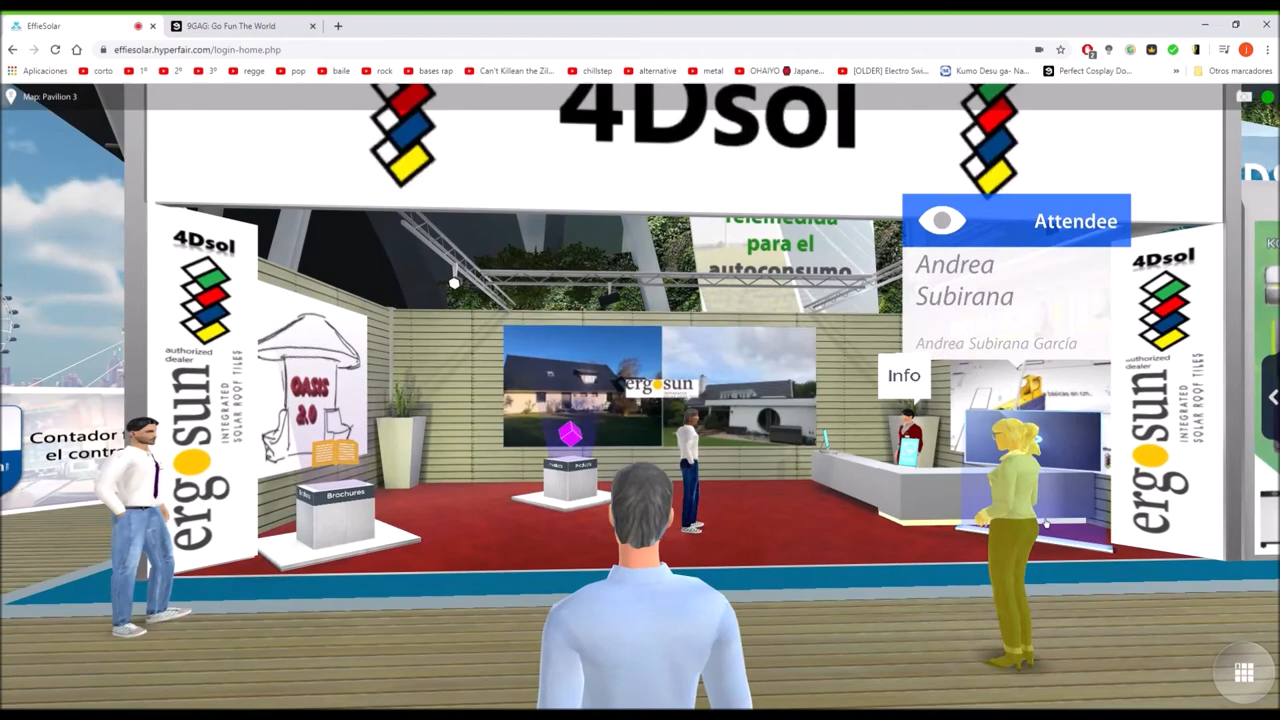 EffieSolar
9GAG: Go Fun The World
effiesolar.hyperfair.com/login-home.php
2
j
Aplicaciones
corto
1º
2º
3º
regge
pop
baile
rock
bases rap
Can't Killean the Zil...
chillstep
alternative
metal
OHAIYO Japane...
[OLDER] Electro Swi...
Kumo Desu ga- Na...
Perfect Cosplay Do...
»
Otros marcadores
Map: Pavilion 3
4Dsol
Telemedida
para el
autoconsumo
Attendee
Andrea
Subirana
Andrea Subirana García
Info
4Dsol
authorized
dealer
ergosun
INTEGRATED
SOLAR ROOF TILES
OASIS
2.0
Brochures
ergosun
4Dsol
authorized
dealer
ergosun
INTEGRATED
SOLAR ROOF TILES
Contador
el contr